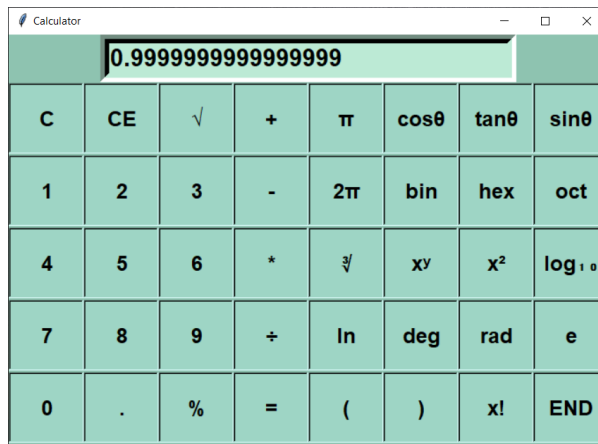 Calculator
0.9999999999999999
C CE √ + π cosθ tanθ sinθ
1 2 3 - 2π bin hex oct
4 5 6 * ∛ xʸ x² log₁₀
7 8 9 ÷ ln deg rad e
0 . % = ( ) x! END